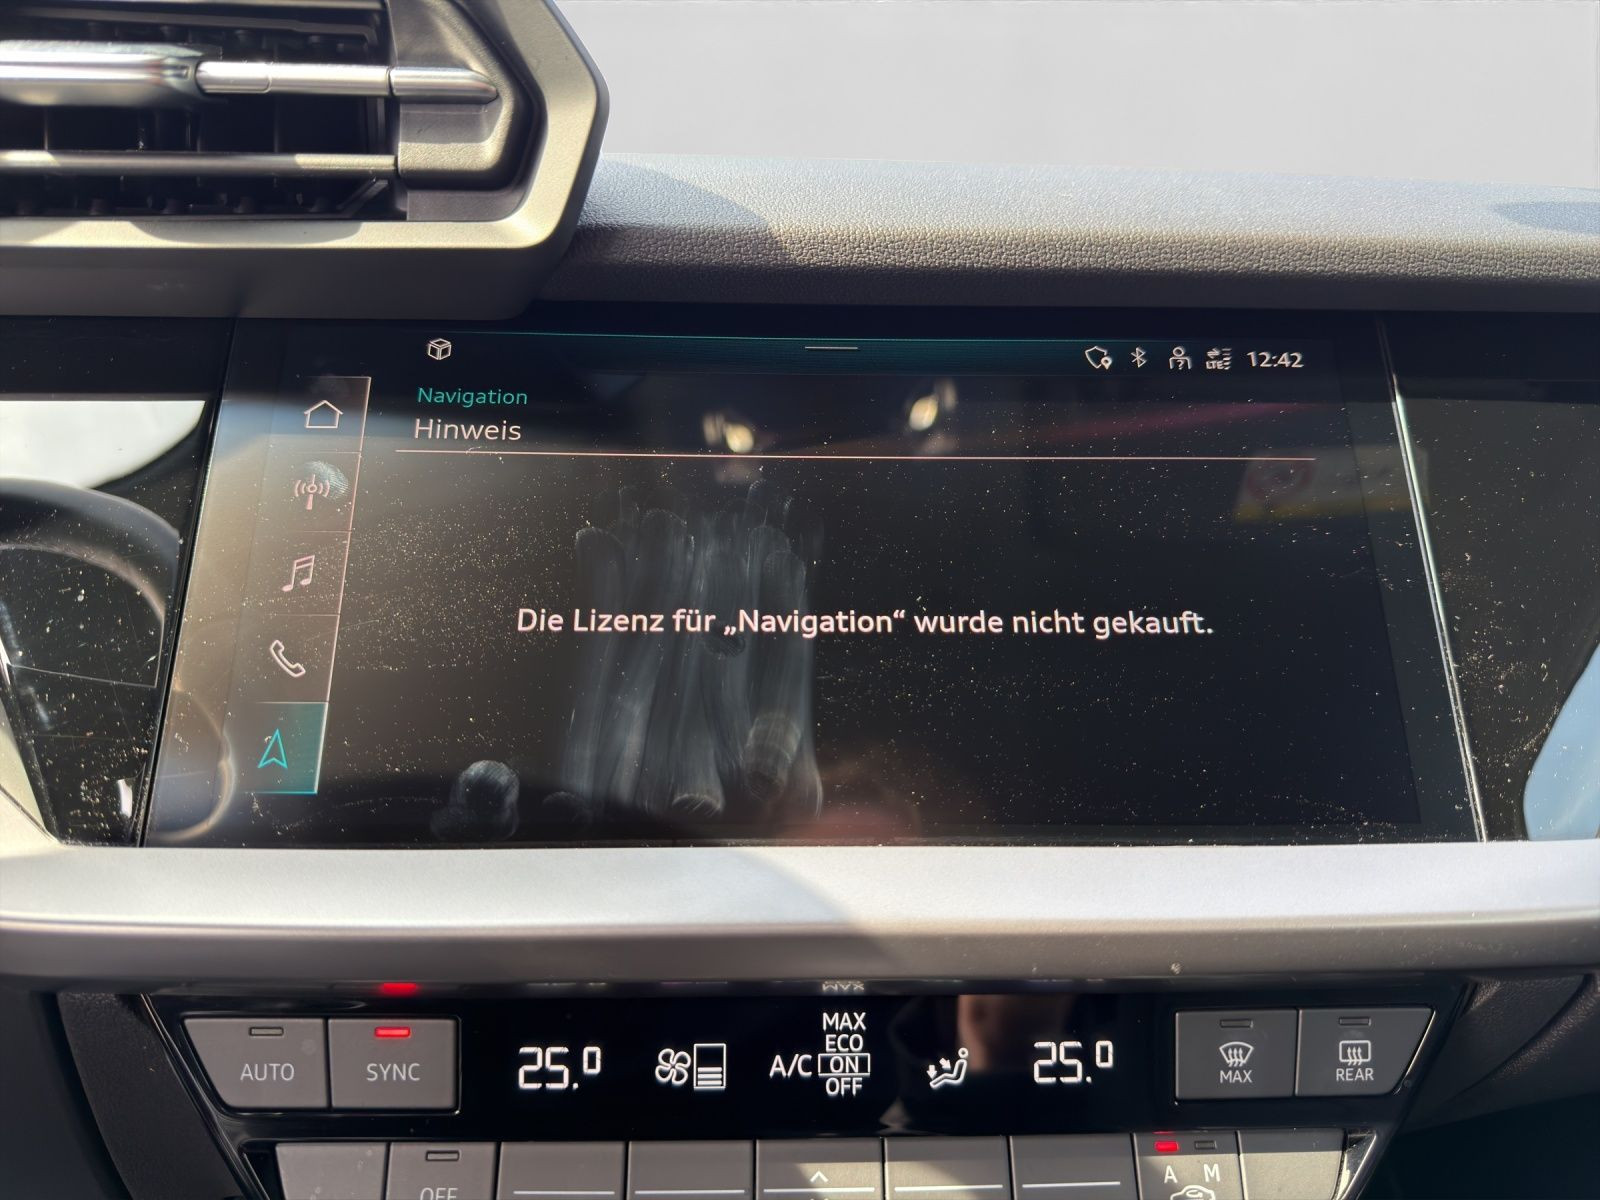 LTE
12:42
Navigation
Hinweis
Die Lizenz für „Navigation“ wurde nicht gekauft.
AUTO
SYNC
25.0
A/C
MAX
ECO
ON
OFF
25.0
MAX
REAR
OFF
A
M